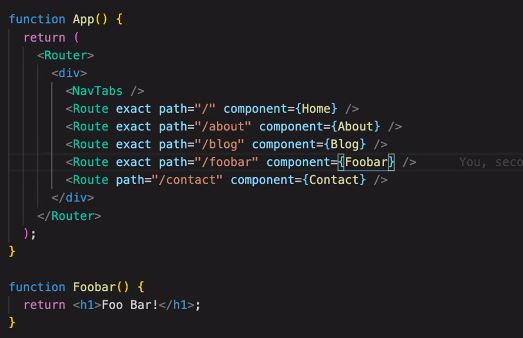 function App() {
  return (
    <Router>
      <div>
        <NavTabs />
        <Route exact path="/" component={Home} />
        <Route exact path="/about" component={About} />
        <Route exact path="/blog" component={Blog} />
        <Route exact path="/foobar" component={Foobar} /> You, seco
        <Route path="/contact" component={Contact} />
      </div>
    </Router>
  );
}

function Foobar() {
  return <h1>Foo Bar!</h1>;
}